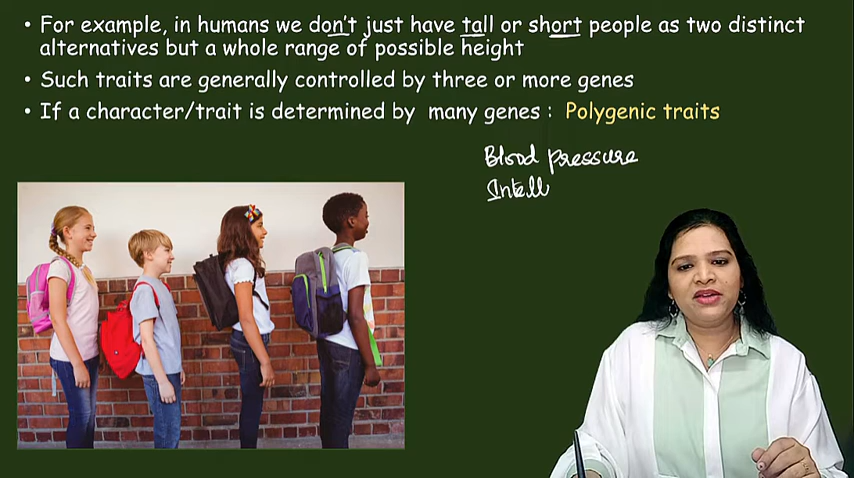 • For example, in humans we don't just have tall or short people as two distinct
alternatives but a whole range of possible height
• Such traits are generally controlled by three or more genes
• If a character/trait is determined by many genes : Polygenic traits
Blood pressure
Intell